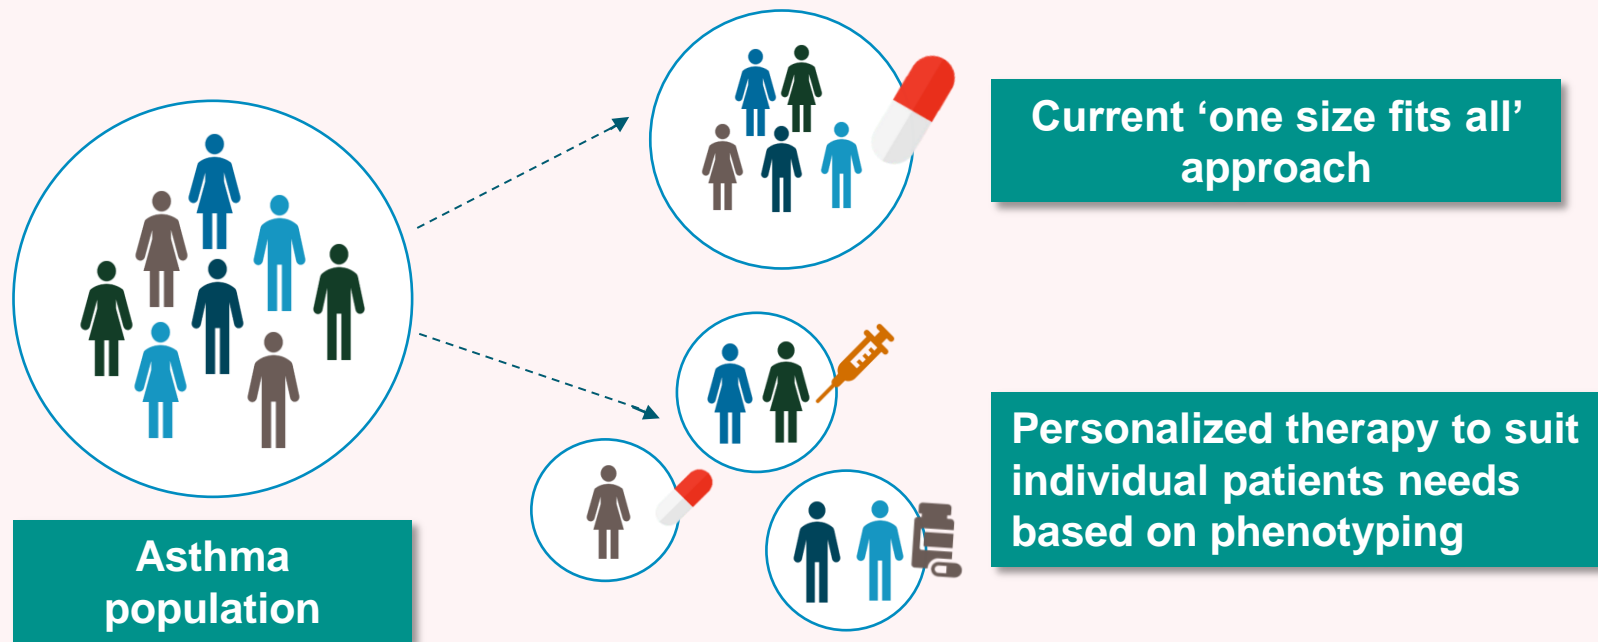 Current ‘one size fits all’
approach
Asthma
population
Personalized therapy to suit
individual patients needs
based on phenotyping